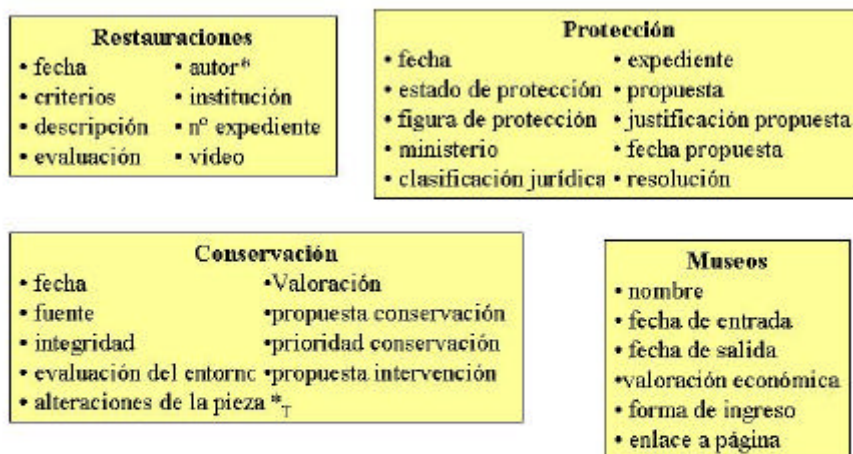 Restauraciones
• fecha • autor*
• criterios • institución
• descripción • nº expediente
• evaluación • vídeo
Protección
• fecha • expediente
• estado de protección • propuesta
• figura de protección • justificación propuesta
• ministerio • fecha propuesta
• clasificación jurídica • resolución
Conservación
• fecha •Valoración
• fuente •propuesta conservación
• integridad •prioridad conservación
• evaluación del entorno •propuesta intervención
• alteraciones de la pieza *T
Museos
• nombre
• fecha de entrada
• fecha de salida
•valoración económica
• forma de ingreso
• enlace a página